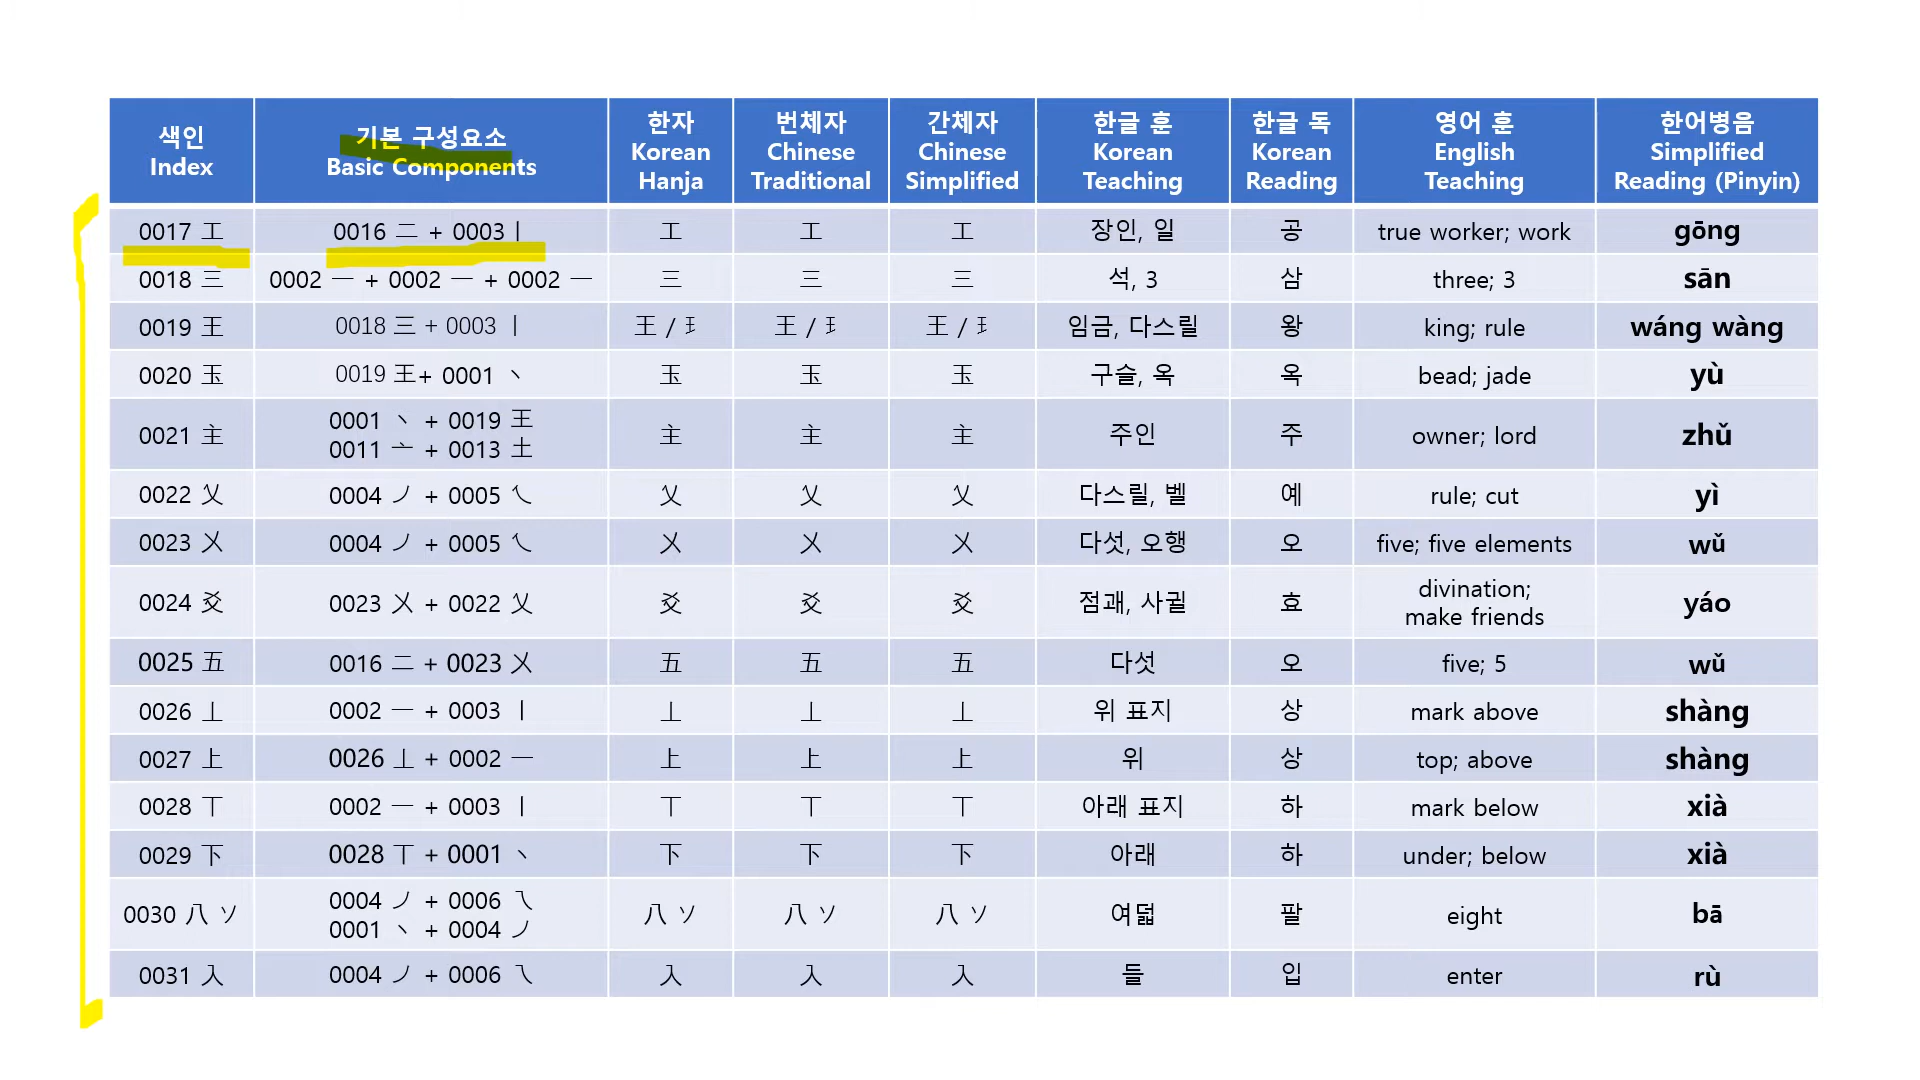 색인 Index | 기본 구성요소 Basic Components | 한자 Korean Hanja | 번체자 Chinese Traditional | 간체자 Chinese Simplified | 한글 훈 Korean Teaching | 한글 독 Korean Reading | 영어 훈 English Teaching | 한어병음 Simplified Reading (Pinyin)
0017 工 | 0016 二 + 0003 丨 | 工 | 工 | 工 | 장인, 일 | 공 | true worker; work | gōng
0018 三 | 0002 一 + 0002 一 + 0002 一 | 三 | 三 | 三 | 석, 3 | 삼 | three; 3 | sān
0019 王 | 0018 三 + 0003 丨 | 王 / 𤣩 | 王 / 𤣩 | 王 / 𤣩 | 임금, 다스릴 | 왕 | king; rule | wáng wàng
0020 玉 | 0019 王+ 0001 丶 | 玉 | 玉 | 玉 | 구슬, 옥 | 옥 | bead; jade | yù
0021 主 | 0001 丶 + 0019 王 0011 亠 + 0013 土 | 主 | 主 | 主 | 주인 | 주 | owner; lord | zhǔ
0022 乂 | 0004 丿 + 0005 乀 | 乂 | 乂 | 乂 | 다스릴, 벨 | 예 | rule; cut | yì
0023 㐅 | 0004 丿 + 0005 乀 | 㐅 | 㐅 | 㐅 | 다섯, 오행 | 오 | five; five elements | wǔ
0024 爻 | 0023 㐅 + 0022 乂 | 爻 | 爻 | 爻 | 점괘, 사귈 | 효 | divination; make friends | yáo
0025 五 | 0016 二 + 0023 㐅 | 五 | 五 | 五 | 다섯 | 오 | five; 5 | wǔ
0026 丄 | 0002 一 + 0003 丨 | 丄 | 丄 | 丄 | 위 표지 | 상 | mark above | shàng
0027 上 | 0026 丄 + 0002 一 | 上 | 上 | 上 | 위 | 상 | top; above | shàng
0028 丅 | 0002 一 + 0003 丨 | 丅 | 丅 | 丅 | 아래 표지 | 하 | mark below | xià
0029 下 | 0028 丅 + 0001 丶 | 下 | 下 | 下 | 아래 | 하 | under; below | xià
0030 八 丷 | 0004 丿 + 0006 乁 0001 丶 + 0004 丿 | 八 丷 | 八 丷 | 八 丷 | 여덟 | 팔 | eight | bā
0031 入 | 0004 丿 + 0006 乁 | 入 | 入 | 入 | 들 | 입 | enter | rù